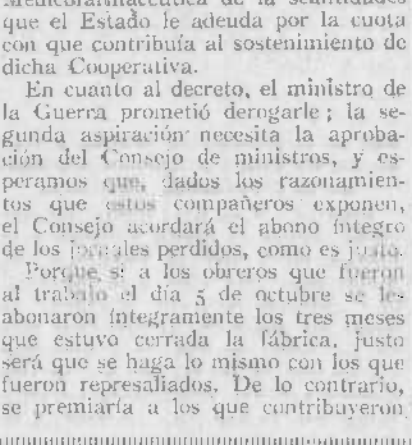 Medicofarmacéutica de la scantidades
que el Estado le adeuda por la cuota
con que contribuía al sostenimiento de
dicha Cooperativa.
En cuanto al decreto, el ministro de
la Guerra prometió derogarle; la se-
gunda aspiración necesita la aproba-
ción del Consejo de ministros, y es-
peramos que, dados los razonamien-
tos que estos compañeros exponen,
el Consejo acordará el abono íntegro
de los jornales perdidos, como es justo.
Porque si a los obreros que fueron
al trabajo el día 5 de octubre se les
abonaron íntegramente los tres meses
que estuvo cerrada la fábrica, justo
será que se haga lo mismo con los que
fueron represaliados. De lo contrario,
se premiaría a los que contribuyeron